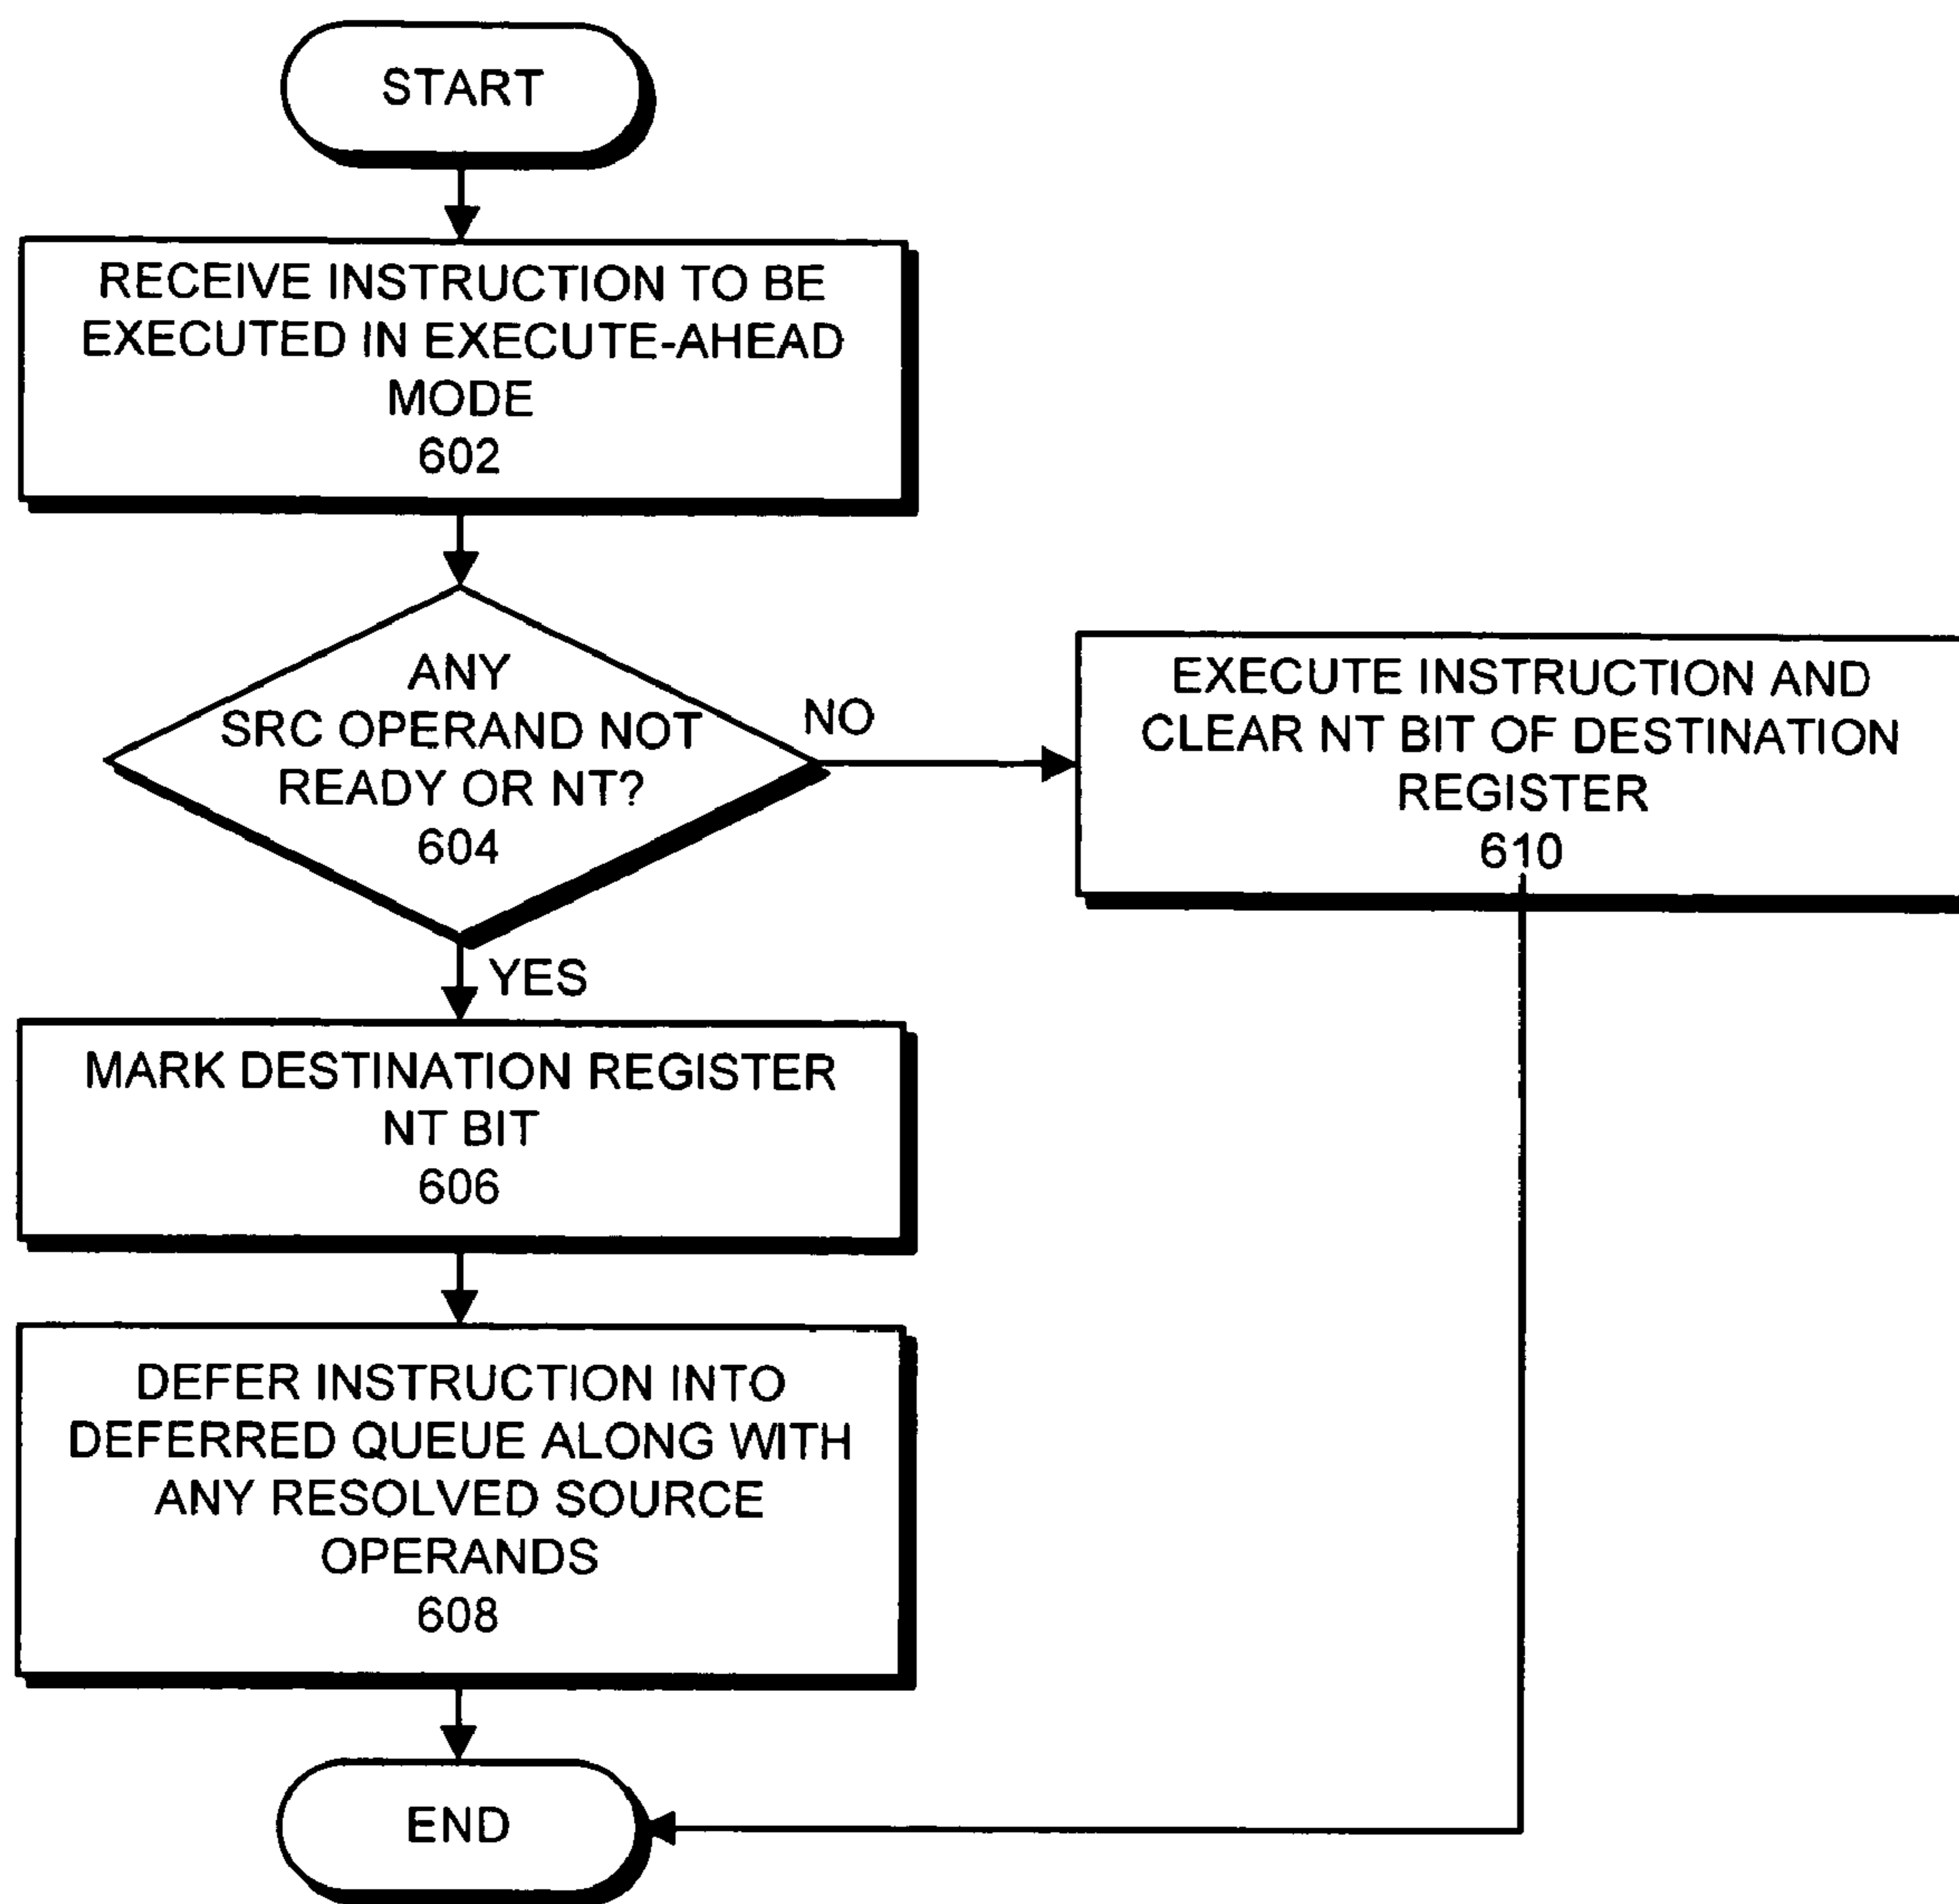 START
RECEIVE INSTRUCTION TO BE
EXECUTED IN EXECUTE-AHEAD
MODE
602
ANY
SRC OPERAND NOT
READY OR NT?
604
NO
EXECUTE INSTRUCTION AND
CLEAR NT BIT OF DESTINATION
REGISTER
610
YES
MARK DESTINATION REGISTER
NT BIT
606
DEFER INSTRUCTION INTO
DEFERRED QUEUE ALONG WITH
ANY RESOLVED SOURCE
OPERANDS
608
END